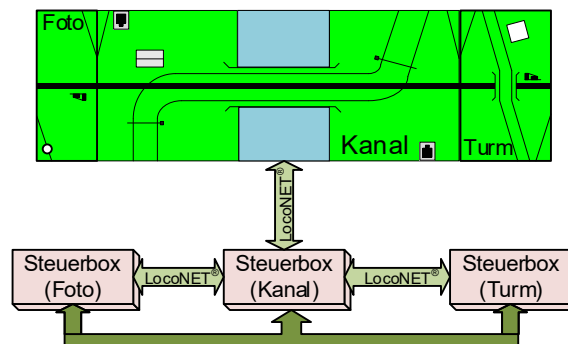 Foto
Kanal
Turm
LocoNET®
Steuerbox
(Foto)
LocoNET®
Steuerbox
(Kanal)
LocoNET®
Steuerbox
(Turm)